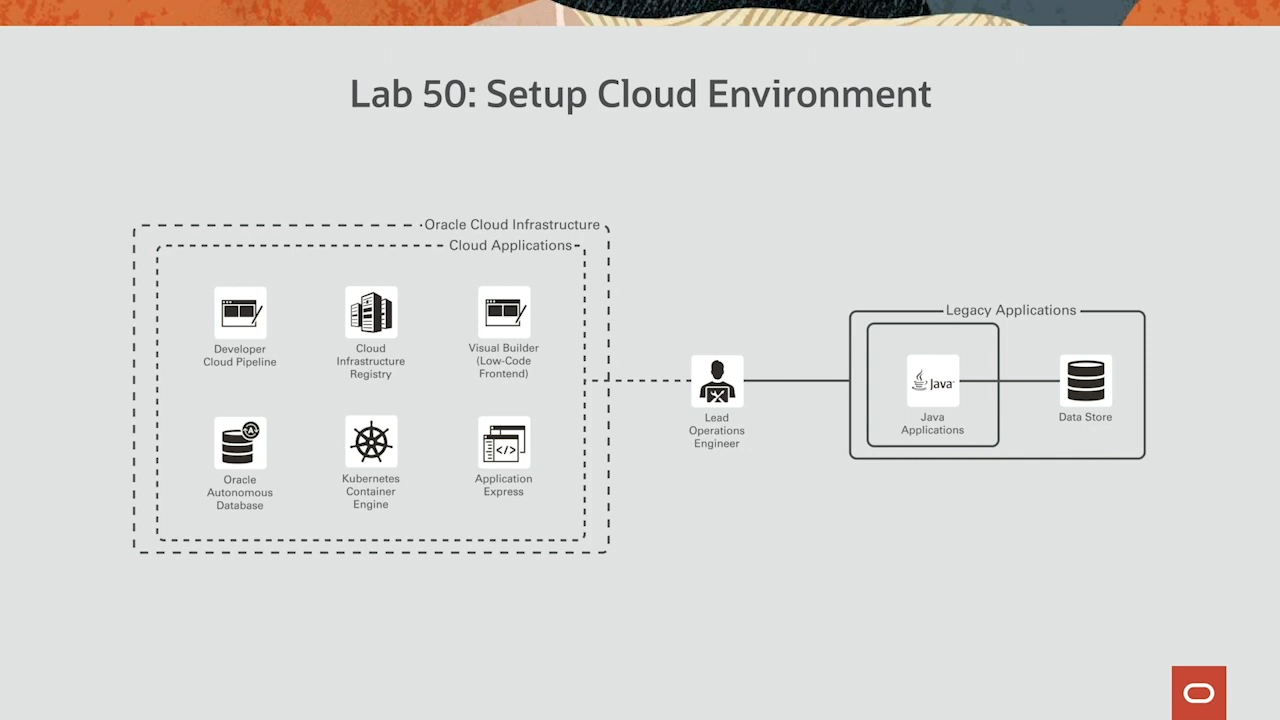 Lab 50: Setup Cloud Environment
Oracle Cloud Infrastructure
Cloud Applications
Developer
Cloud Pipeline
Cloud
Infrastructure
Registry
Visual Builder
(Low-Code
Frontend)
Oracle
Autonomous
Database
Kubernetes
Container
Engine
</>
Application
Express
Lead
Operations
Engineer
Legacy Applications
Java
Java
Applications
Data Store